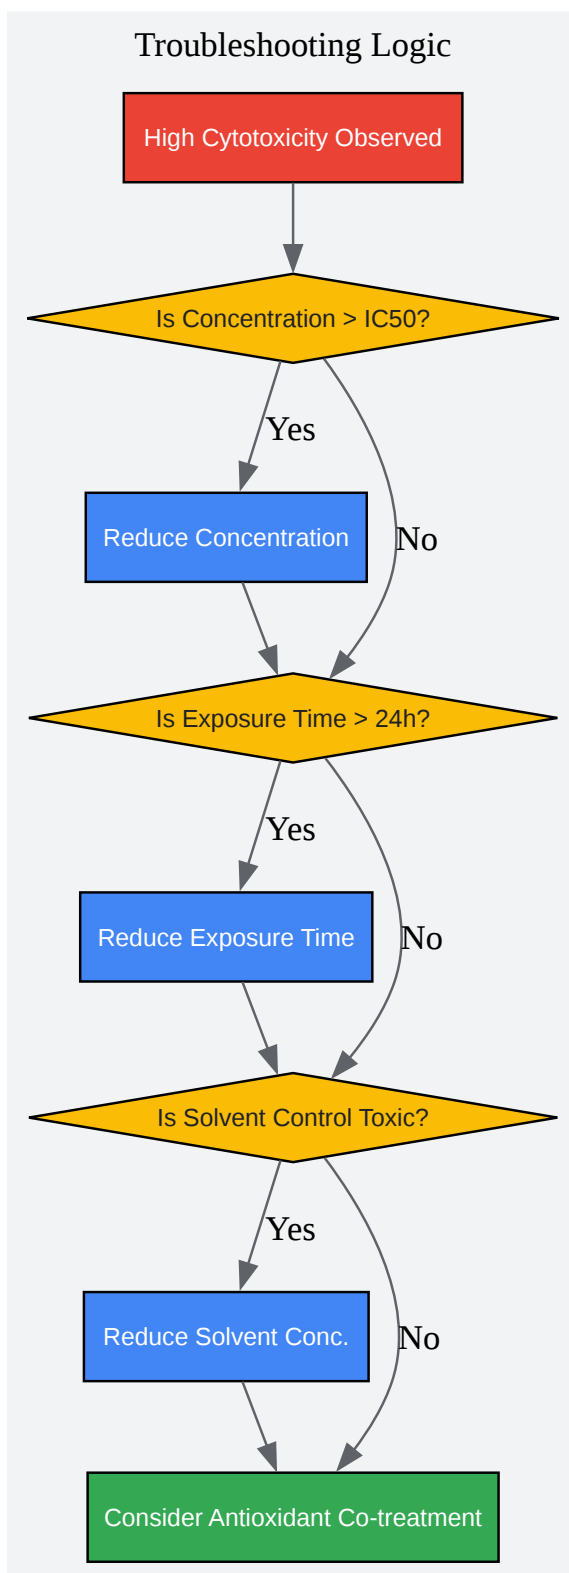 Troubleshooting Logic
High Cytotoxicity Observed
Is Concentration > IC50?
Yes
Reduce Concentration
No
Is Exposure Time > 24h?
Yes
Reduce Exposure Time
No
Is Solvent Control Toxic?
Yes
Reduce Solvent Conc.
No
Consider Antioxidant Co-treatment